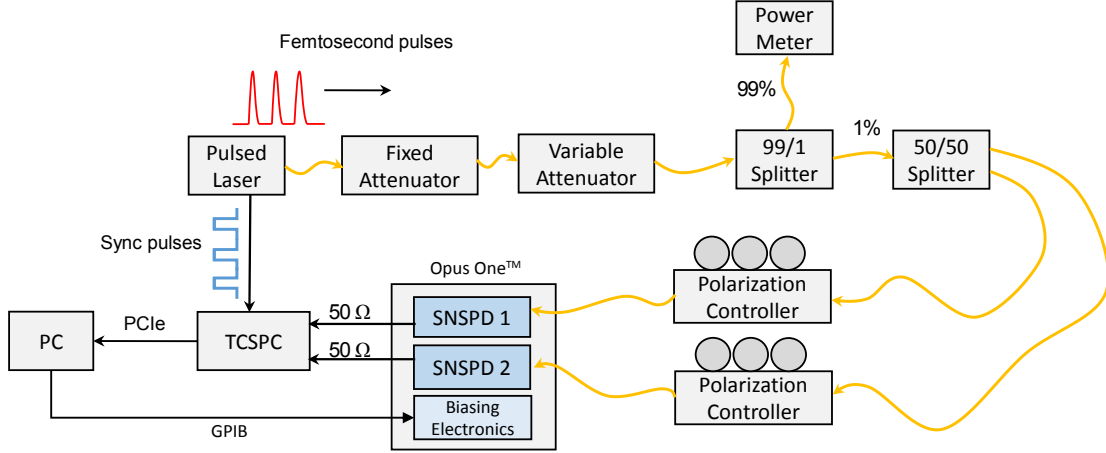 Power
Meter
Femtosecond pulses
99%
1%
Pulsed
Laser
Fixed
Attenuator
Variable
Attenuator
99/1
Splitter
50/50
Splitter
Sync pulses
Opus One™
Polarization
Controller
PC
PCIe
TCSPC
50 Ω
SNSPD 1
50 Ω
SNSPD 2
Polarization
Controller
GPIB
Biasing
Electronics